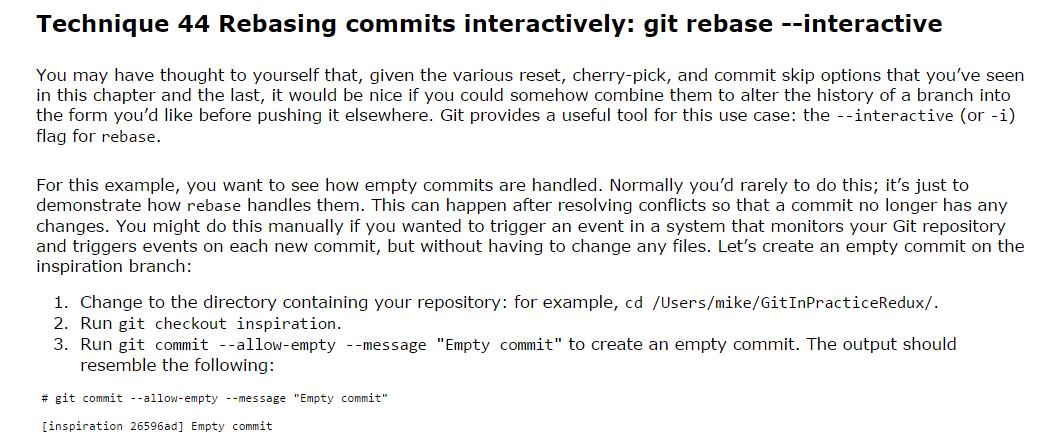 Technique 44 Rebasing commits interactively: git rebase --interactive
You may have thought to yourself that, given the various reset, cherry-pick, and commit skip options that you’ve seen
in this chapter and the last, it would be nice if you could somehow combine them to alter the history of a branch into
the form you’d like before pushing it elsewhere. Git provides a useful tool for this use case: the --interactive (or -i)
flag for rebase.
For this example, you want to see how empty commits are handled. Normally you’d rarely to do this; it’s just to
demonstrate how rebase handles them. This can happen after resolving conflicts so that a commit no longer has any
changes. You might do this manually if you wanted to trigger an event in a system that monitors your Git repository
and triggers events on each new commit, but without having to change any files. Let’s create an empty commit on the
inspiration branch:
1. Change to the directory containing your repository: for example, cd /Users/mike/GitInPracticeRedux/.
2. Run git checkout inspiration.
3. Run git commit --allow-empty --message "Empty commit" to create an empty commit. The output should
resemble the following:
# git commit --allow-empty --message "Empty commit"
[inspiration 26596ad] Empty commit